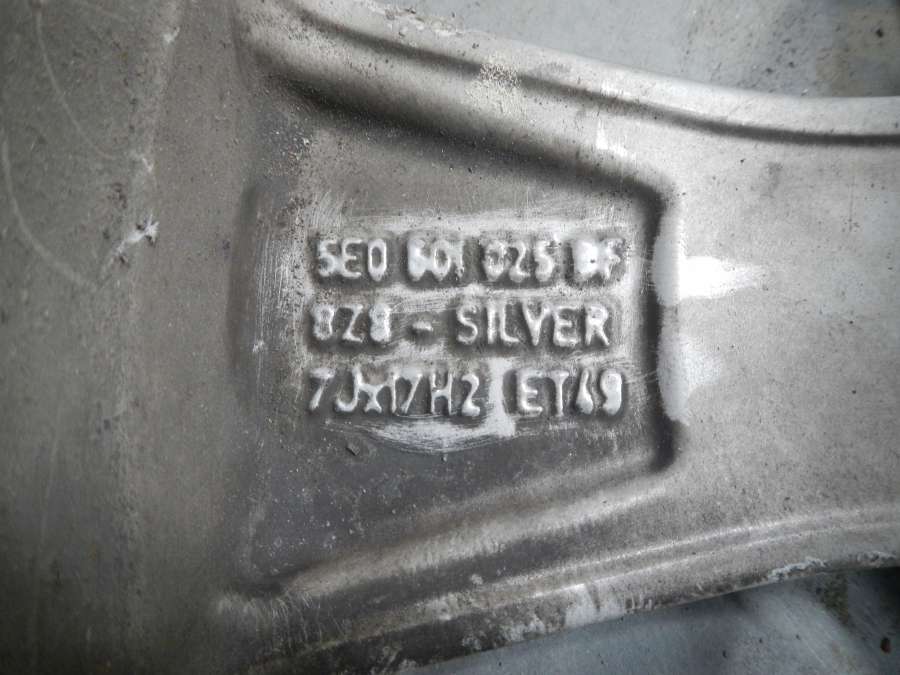 5E0 601 025 BF
8Z8 - SILVER
7Jx17H2 ET49